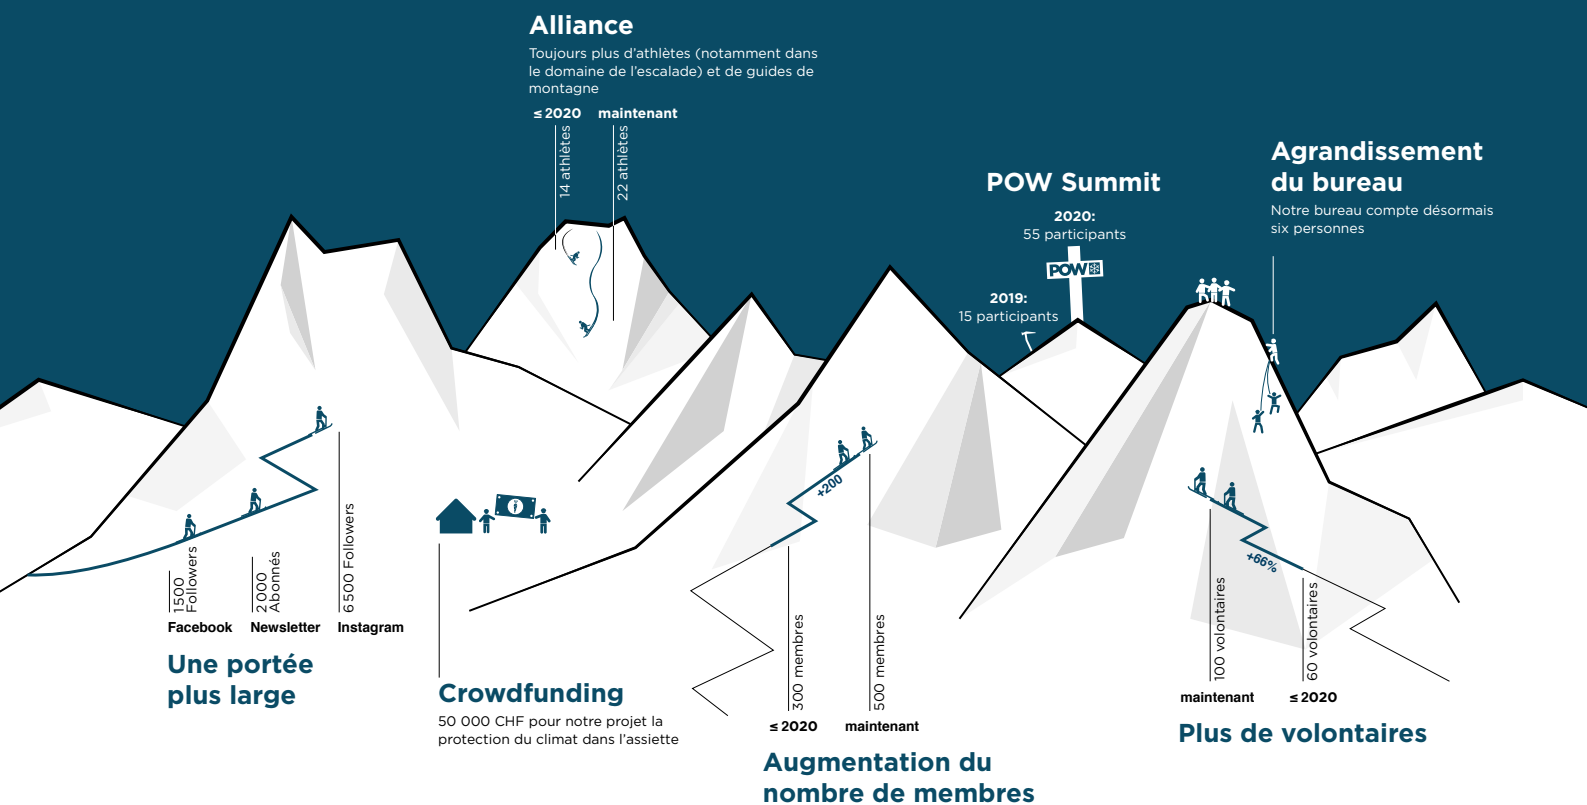 Alliance
Toujours plus d'athlètes (notamment dans
le domaine de l'escalade) et de guides de
montagne
≤ 2020
maintenant
14 athlètes
22 athlètes
POW Summit
2020:
55 participants
POW
2019:
15 participants
Agrandissement
du bureau
Notre bureau compte désormais
six personnes
1500
Followers
2 000
Abonnés
6 500 Followers
Facebook
Newsletter
Instagram
Une portée
plus large
Crowdfunding
50 000 CHF pour notre projet la
protection du climat dans l'assiette
+200
300 membres
500 membres
≤ 2020
maintenant
Augmentation du
nombre de membres
+66%
100 volontaires
60 volontaires
maintenant
≤ 2020
Plus de volontaires